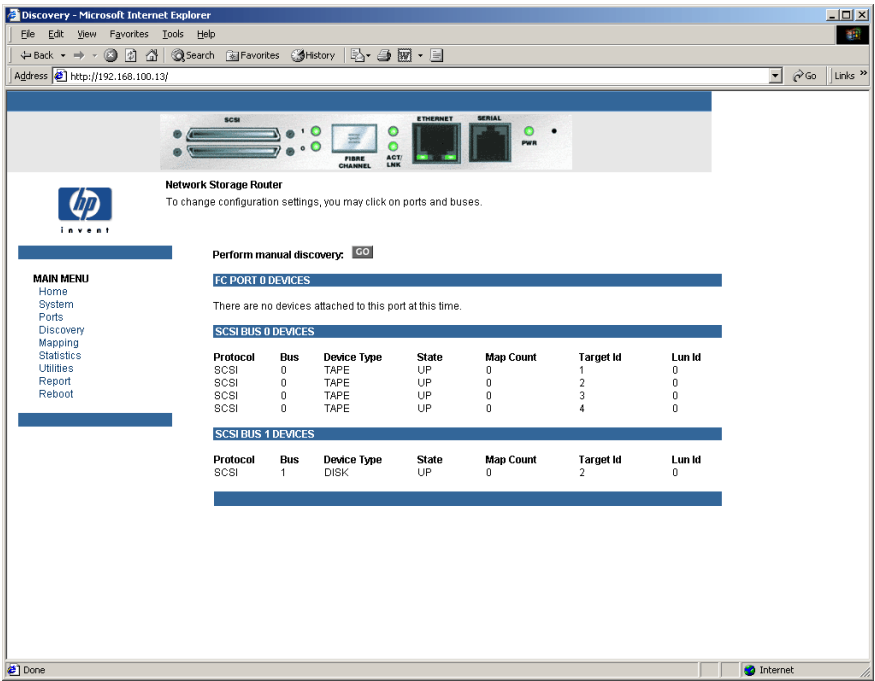 Discovery - Microsoft Internet Explorer
File Edit View Favorites Tools Help
Back Search Favorites History
Address http://192.168.100.13/ Go Links »
SCSI 1 0 FIBRE CHANNEL ACT/ LNK ETHERNET SERIAL PWR
hp
invent
Network Storage Router
To change configuration settings, you may click on ports and buses.
Perform manual discovery: GO
MAIN MENU
Home
System
Ports
Discovery
Mapping
Statistics
Utilities
Report
Reboot
FC PORT 0 DEVICES
There are no devices attached to this port at this time.
SCSI BUS 0 DEVICES
Protocol Bus Device Type State Map Count Target Id Lun Id
SCSI 0 TAPE UP 0 1 0
SCSI 0 TAPE UP 0 2 0
SCSI 0 TAPE UP 0 3 0
SCSI 0 TAPE UP 0 4 0
SCSI BUS 1 DEVICES
Protocol Bus Device Type State Map Count Target Id Lun Id
SCSI 1 DISK UP 0 2 0
Done Internet